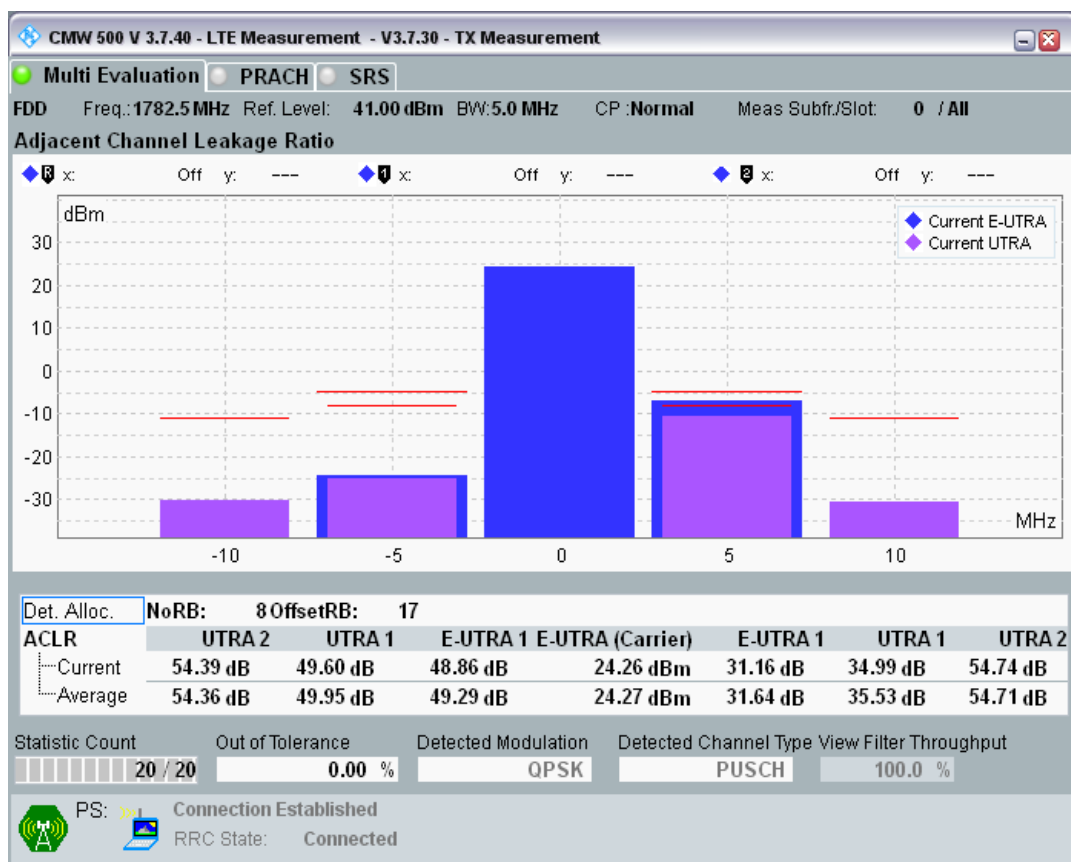 CMW 500 V 3.7.40 - LTE Measurement - V3.7.30 - TX Measurement
Multi Evaluation PRACH SRS
FDD Freq.:1782.5 MHz Ref. Level: 41.00 dBm BW:5.0 MHz CP :Normal Meas Subfr./Slot: 0 / All
Adjacent Channel Leakage Ratio
R x: Off y: --- 1 x: Off y: --- 2 x: Off y: ---
dBm
Current E-UTRA
Current UTRA
30
20
10
0
-10
-20
-30
MHz
-10 -5 0 5 10
Det. Alloc. NoRB: 8 OffsetRB: 17
ACLR UTRA 2 UTRA 1 E-UTRA 1 E-UTRA (Carrier) E-UTRA 1 UTRA 1 UTRA 2
Current 54.39 dB 49.60 dB 48.86 dB 24.26 dBm 31.16 dB 34.99 dB 54.74 dB
Average 54.36 dB 49.95 dB 49.29 dB 24.27 dBm 31.64 dB 35.53 dB 54.71 dB
Statistic Count Out of Tolerance Detected Modulation Detected Channel Type View Filter Throughput
20 / 20 0.00 % QPSK PUSCH 100.0 %
PS: Connection Established
RRC State: Connected